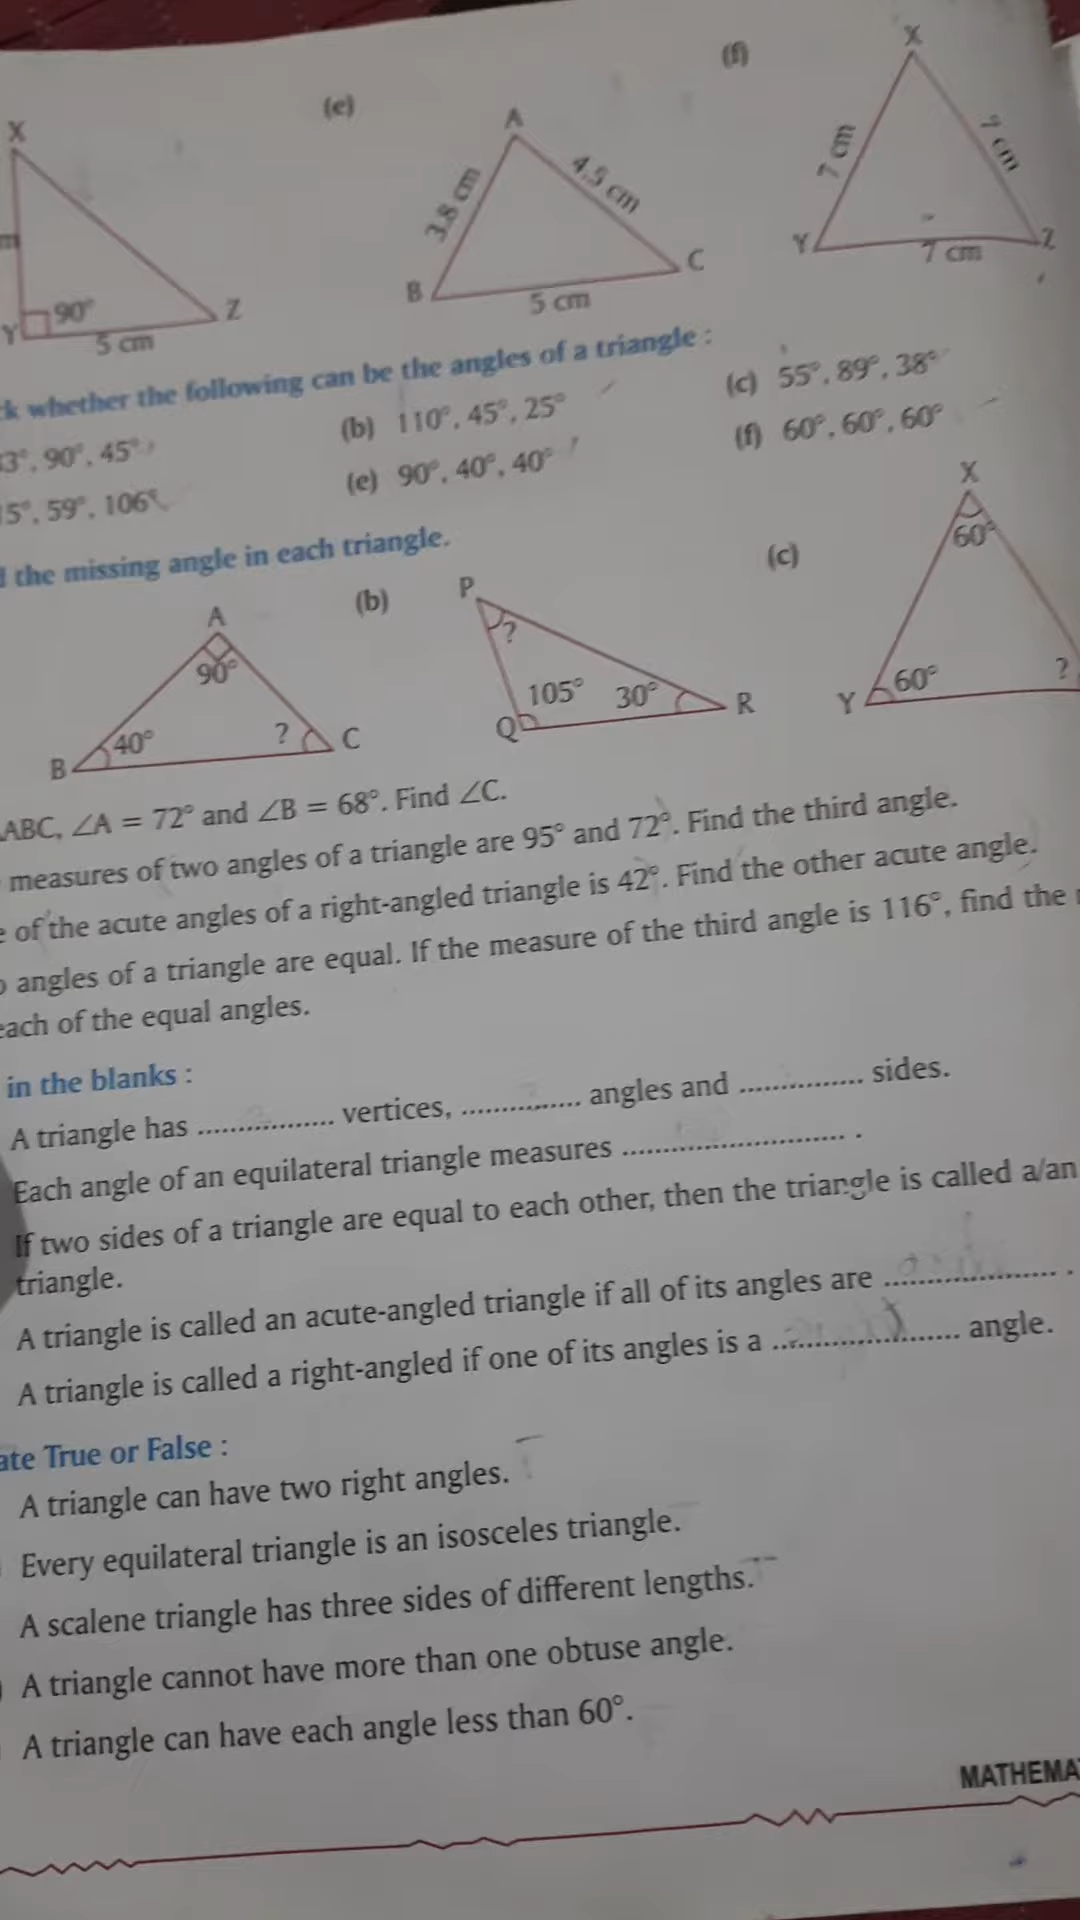 (e)
(f)
X
90°
Y
5 cm
Z
A
3.8 cm
4.5 cm
B
5 cm
C
X
7 cm
7 cm
Y
7 cm
Z
whether the following can be the angles of a triangle :
3°, 90°, 45°
(b) 110°, 45°, 25°
(c) 55°, 89°, 38°
5°, 59°, 106°
(e) 90°, 40°, 40°
(f) 60°, 60°, 60°
the missing angle in each triangle.
A
90°
B
40°
?
C
(b)
P
?
105°
30°
Q
R
(c)
X
60°
Y
60°
?
ABC, ∠A = 72° and ∠B = 68°. Find ∠C.
measures of two angles of a triangle are 95° and 72°. Find the third angle.
of the acute angles of a right-angled triangle is 42°. Find the other acute angle.
angles of a triangle are equal. If the measure of the third angle is 116°, find the
each of the equal angles.
in the blanks :
A triangle has ................ vertices, .............. angles and ............... sides.
Each angle of an equilateral triangle measures .......................... .
If two sides of a triangle are equal to each other, then the triangle is called a/an
triangle.
A triangle is called an acute-angled triangle if all of its angles are .................... .
A triangle is called a right-angled if one of its angles is a ...................... angle.
True or False :
A triangle can have two right angles.
Every equilateral triangle is an isosceles triangle.
A scalene triangle has three sides of different lengths.
A triangle cannot have more than one obtuse angle.
A triangle can have each angle less than 60°.
MATHEMA